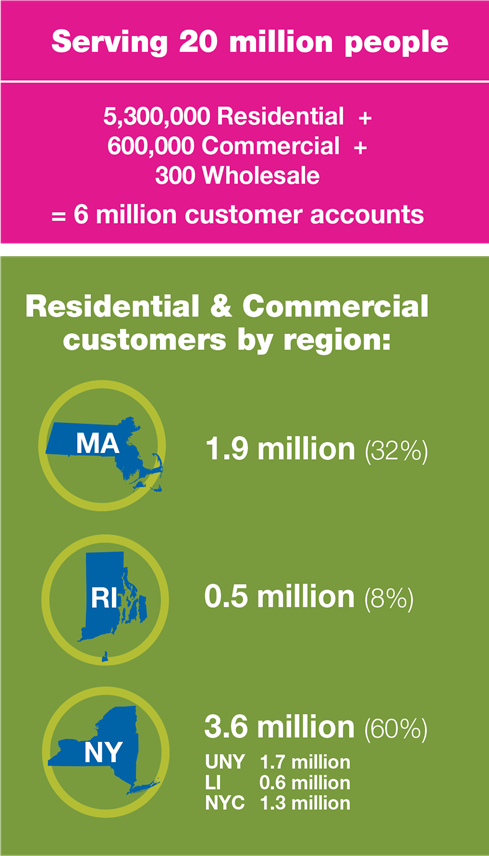 Serving 20 million people
5,300,000 Residential +
600,000 Commercial +
300 Wholesale
= 6 million customer accounts
Residential & Commercial
customers by region:
MA
1.9 million (32%)
RI
0.5 million (8%)
NY
3.6 million (60%)
UNY 1.7 million
LI 0.6 million
NYC 1.3 million